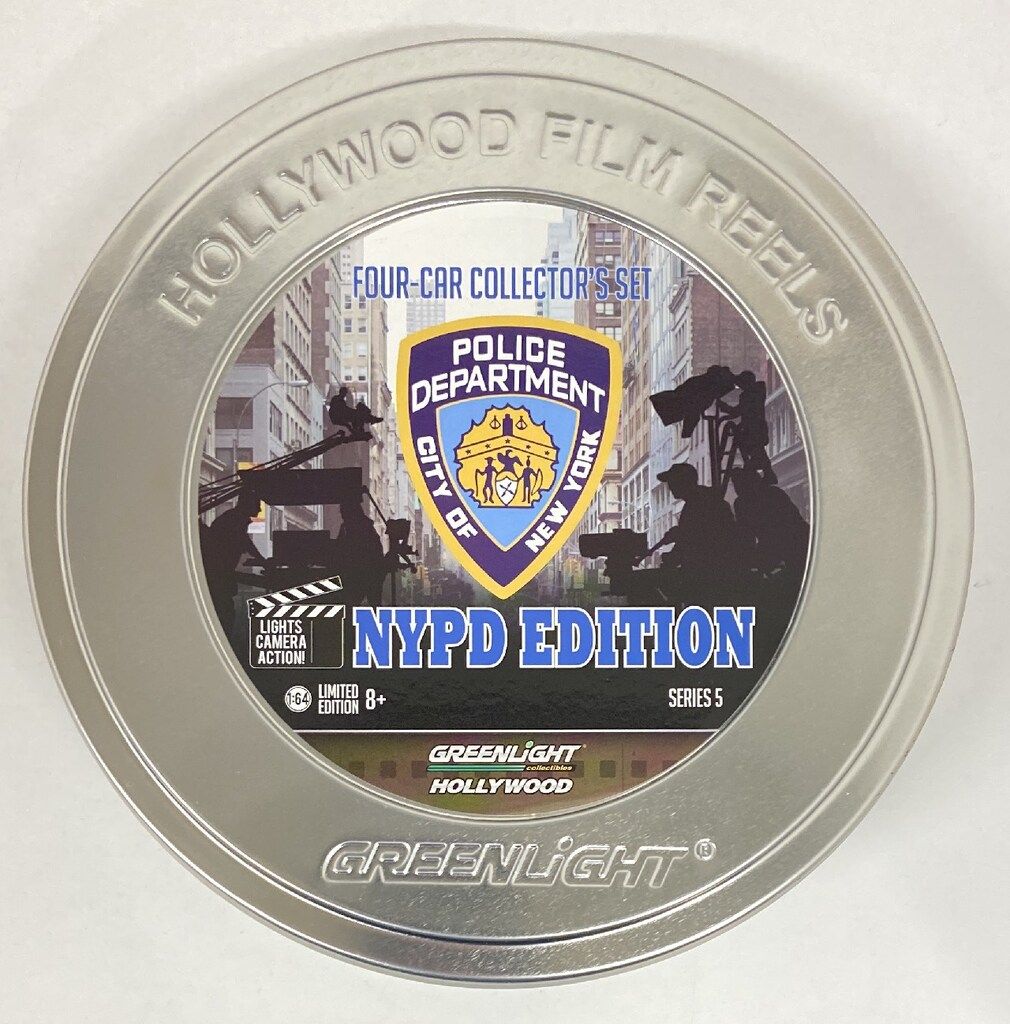 HOLLYWOOD FILM REELS
FOUR-CAR COLLECTOR'S SET
POLICE
DEPARTMENT
CITY OF
NEW YORK
LIGHTS
CAMERA
ACTION!
NYPD EDITION
1:64
LIMITED
EDITION
8+
SERIES 5
GREENLiGHT
collectibles
HOLLYWOOD
GREENLiGHT®